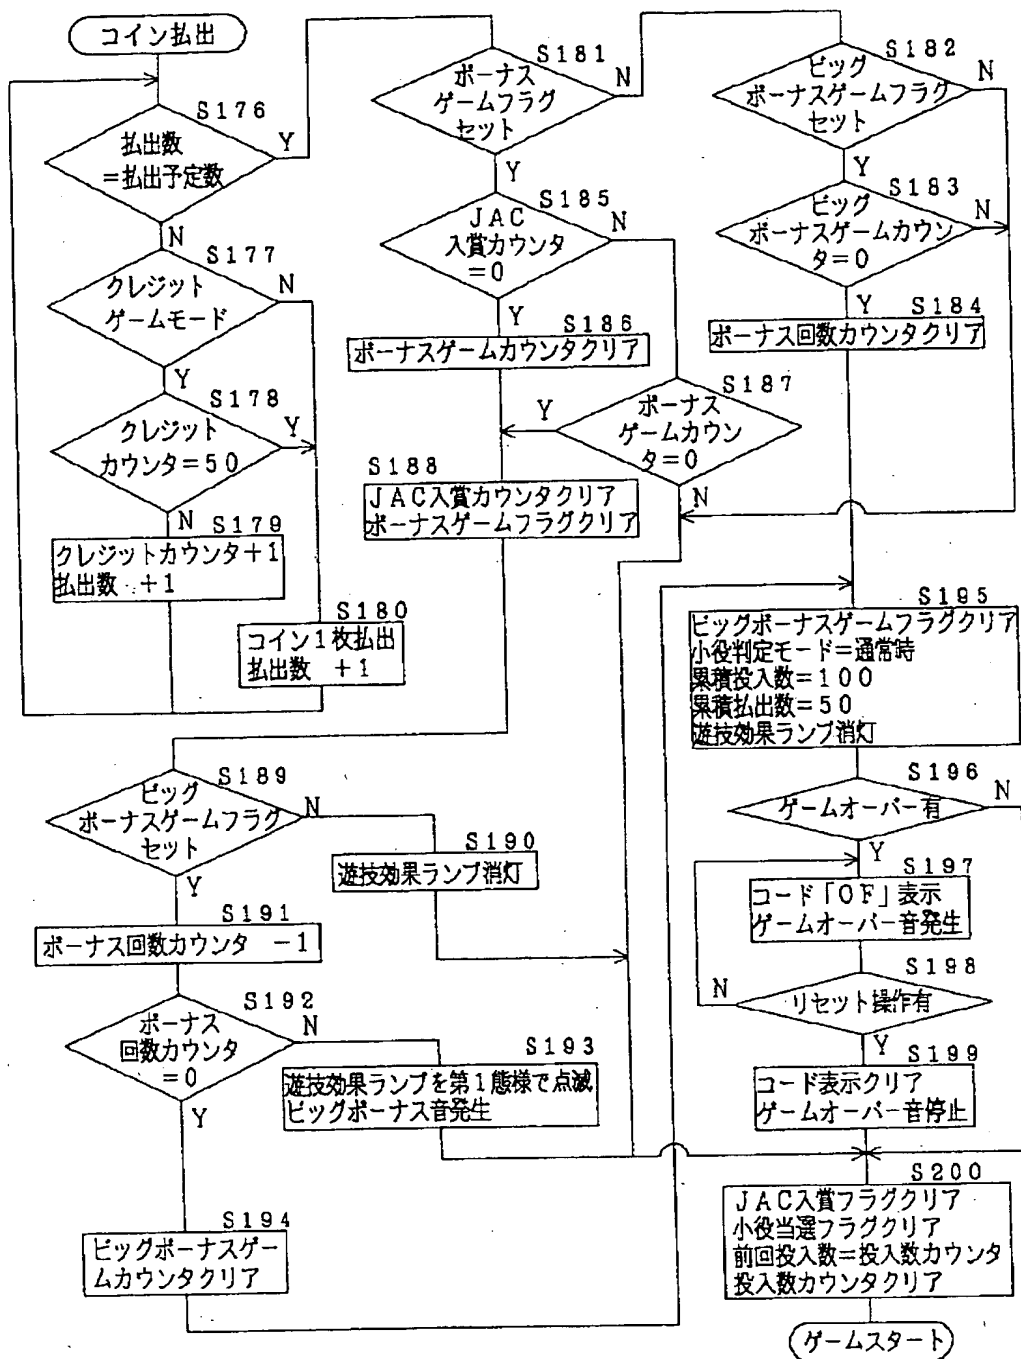 コイン払出
S176
払出数
=払出予定数
Y
N
S177
クレジット
ゲームモード
N
Y
S178
クレジット
カウンタ=50
Y
N
S179
クレジットカウンタ+1
払出数 +1
S180
コイン1枚払出
払出数 +1
S181
ボーナス
ゲームフラグ
セット
N
Y
S182
ビッグ
ボーナスゲームフラグ
セット
N
Y
S183
ビッグ
ボーナスゲームカウン
タ=0
N
Y
S184
ボーナス回数カウンタクリア
S185
JAC
入賞カウンタ
=0
N
Y
S186
ボーナスゲームカウンタクリア
S187
ボーナス
ゲームカウン
タ=0
Y
N
S188
JAC入賞カウンタクリア
ボーナスゲームフラグクリア
S189
ビッグ
ボーナスゲームフラグ
セット
N
Y
S190
遊技効果ランプ消灯
S191
ボーナス回数カウンタ -1
S192
ボーナス
回数カウンタ
=0
N
Y
S193
遊技効果ランプを第1態様で点滅
ビッグボーナス音発生
S194
ビッグボーナスゲー
ムカウンタクリア
S195
ビッグボーナスゲームフラグクリア
小役判定モード=通常時
累積投入数=100
累積払出数=50
遊技効果ランプ消灯
S196
ゲームオーバー有
N
Y
S197
コード「OF」表示
ゲームオーバー音発生
S198
リセット操作有
N
Y
S199
コード表示クリア
ゲームオーバー音停止
S200
JAC入賞フラグクリア
小役当選フラグクリア
前回投入数=投入数カウンタ
投入数カウンタクリア
ゲームスタート